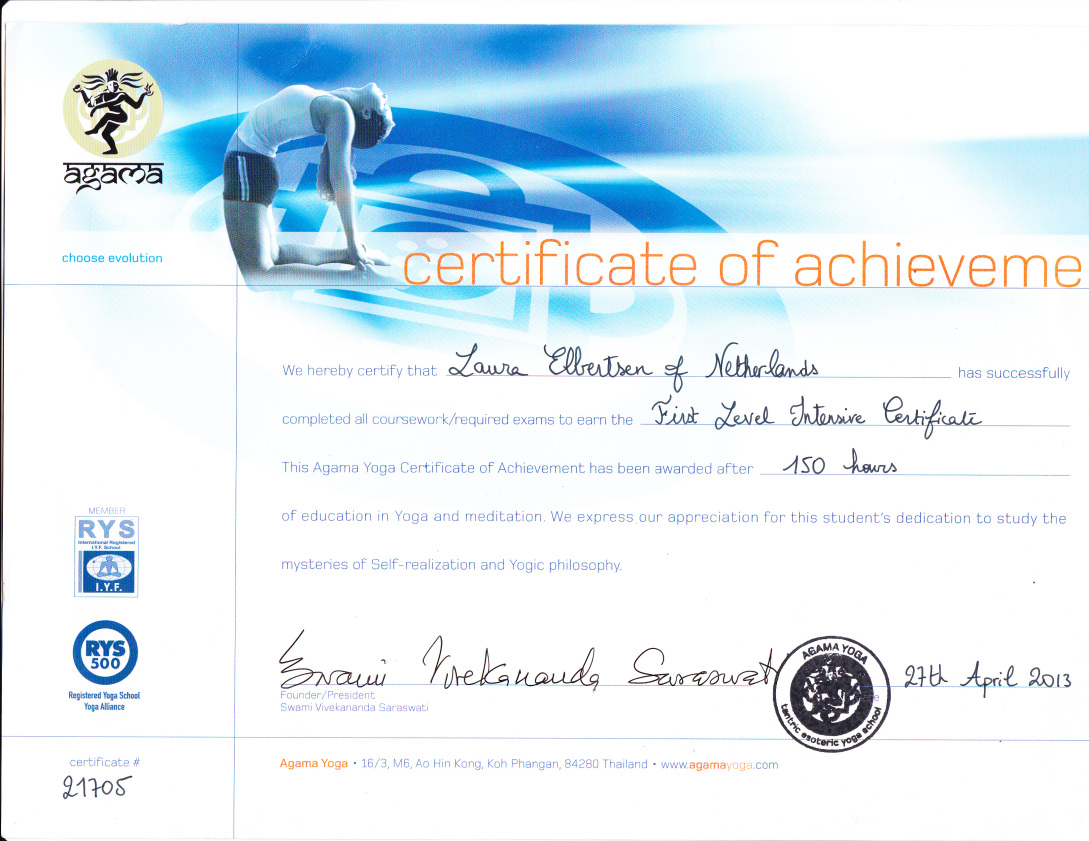 agama
choose evolution
certificate of achieveme
We hereby certify that Laura Elbertsen of Netherlands has successfully
completed all coursework/required exams to earn the First Level Intensive Certificate
This Agama Yoga Certificate of Achievement has been awarded after 150 hours
of education in Yoga and meditation. We express our appreciation for this student's dedication to study the
mysteries of Self-realization and Yogic philosophy.
MEMBER
RYS
International Registered
I.Y.F. School
I.Y.F.
RYS
500
Registered Yoga School
Yoga Alliance
Swami Vivekananda Saraswati
Founder/President
Swami Vivekananda Saraswati
AGAMA YOGA
tantric esoteric yoga school
27th April 2013
certificate #
21705
Agama Yoga • 16/3, M6, Ao Hin Kong, Koh Phangan, 84280 Thailand • www.agamayoga.com